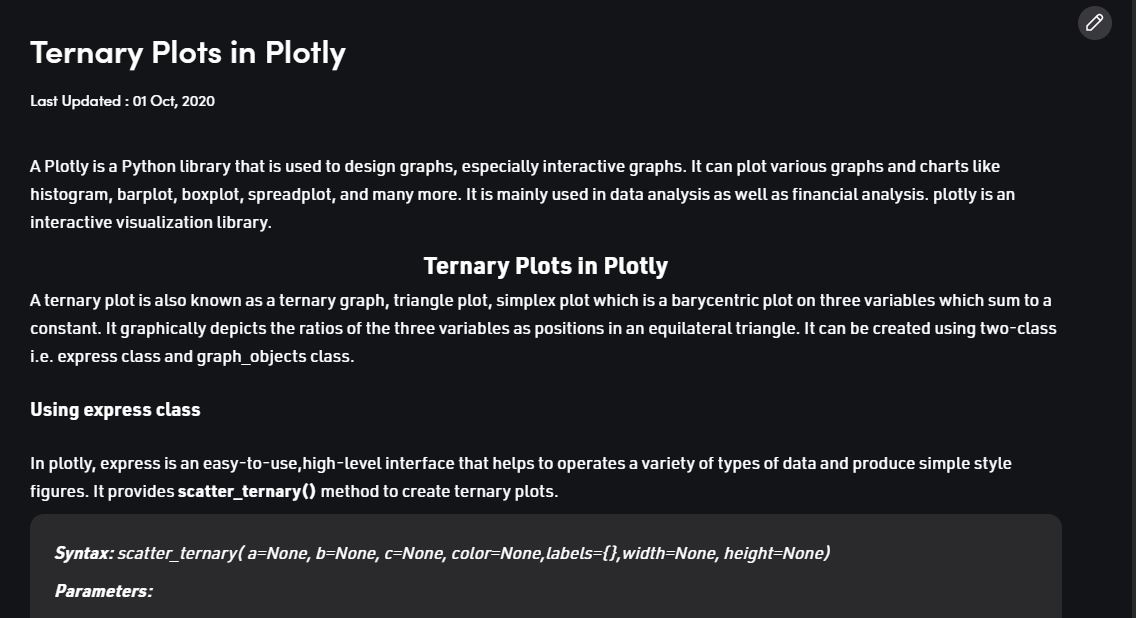 Ternary Plots in Plotly
Last Updated : 01 Oct, 2020
A Plotly is a Python library that is used to design graphs, especially interactive graphs. It can plot various graphs and charts like
histogram, barplot, boxplot, spreadplot, and many more. It is mainly used in data analysis as well as financial analysis. plotly is an
interactive visualization library.
Ternary Plots in Plotly
A ternary plot is also known as a ternary graph, triangle plot, simplex plot which is a barycentric plot on three variables which sum to a
constant. It graphically depicts the ratios of the three variables as positions in an equilateral triangle. It can be created using two-class
i.e. express class and graph_objects class.
Using express class
In plotly, express is an easy-to-use,high-level interface that helps to operates a variety of types of data and produce simple style
figures. It provides scatter_ternary() method to create ternary plots.
Syntax: scatter_ternary( a=None, b=None, c=None, color=None,labels={},width=None, height=None)
Parameters: